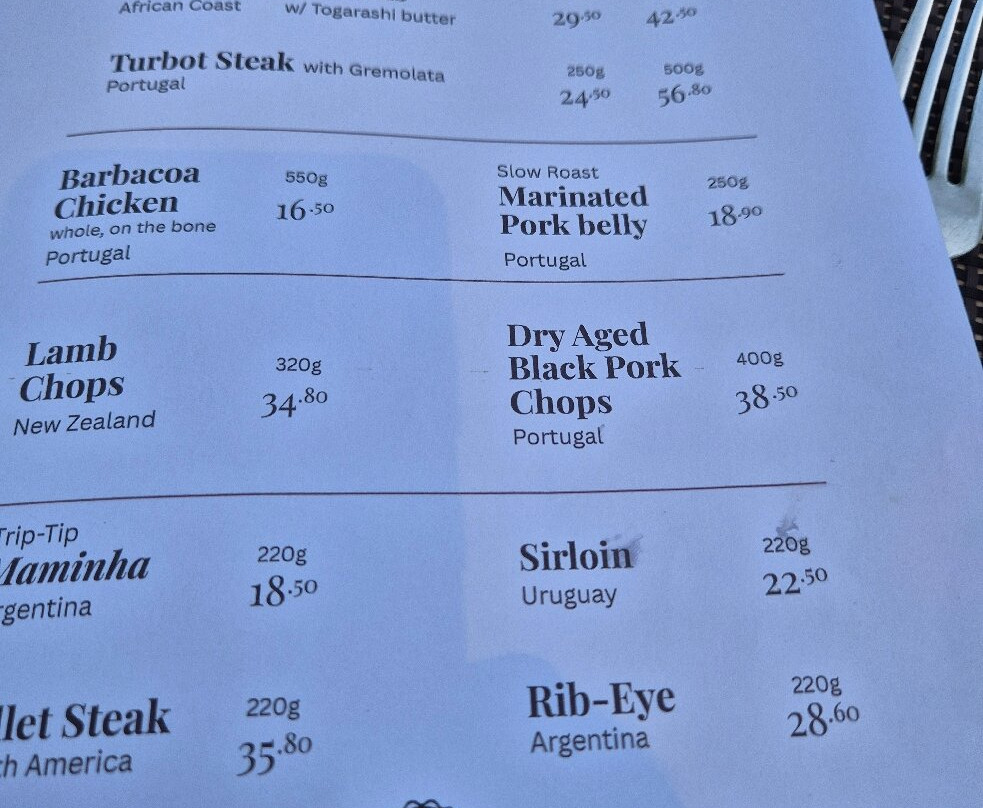 African Coast w/ Togarashi butter 29.50 42.50
Turbot Steak with Gremolata 250g 500g
Portugal 24.50 56.80
Barbacoa 550g
Chicken 16.50
whole, on the bone
Portugal
Slow Roast
Marinated 250g
Pork belly 18.90
Portugal
Lamb 320g
Chops 34.80
New Zealand
Dry Aged
Black Pork 400g
Chops 38.50
Portugal
Trip-Tip 220g
Maminha 18.50
rgentina
Sirloin 220g
Uruguay 22.50
llet Steak 220g
th America 35.80
Rib-Eye 220g
Argentina 28.60